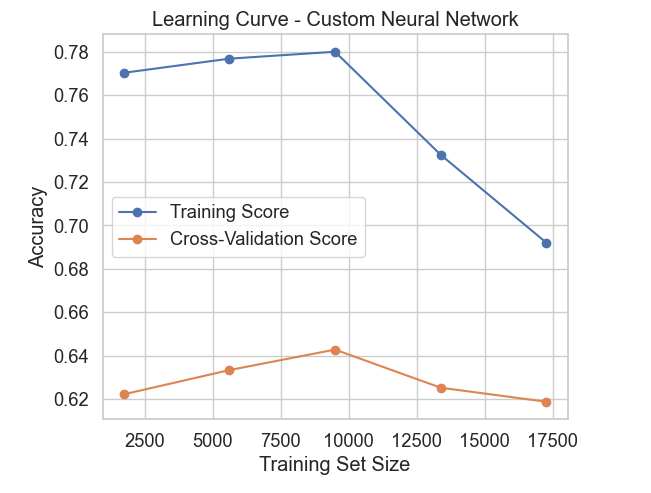 Learning Curve - Custom Neural Network
0.78
0.76
0.74
0.72
0.70
0.68
0.66
0.64
0.62
Accuracy
Training Score
Cross-Validation Score
2500 5000 7500 10000 12500 15000 17500
Training Set Size